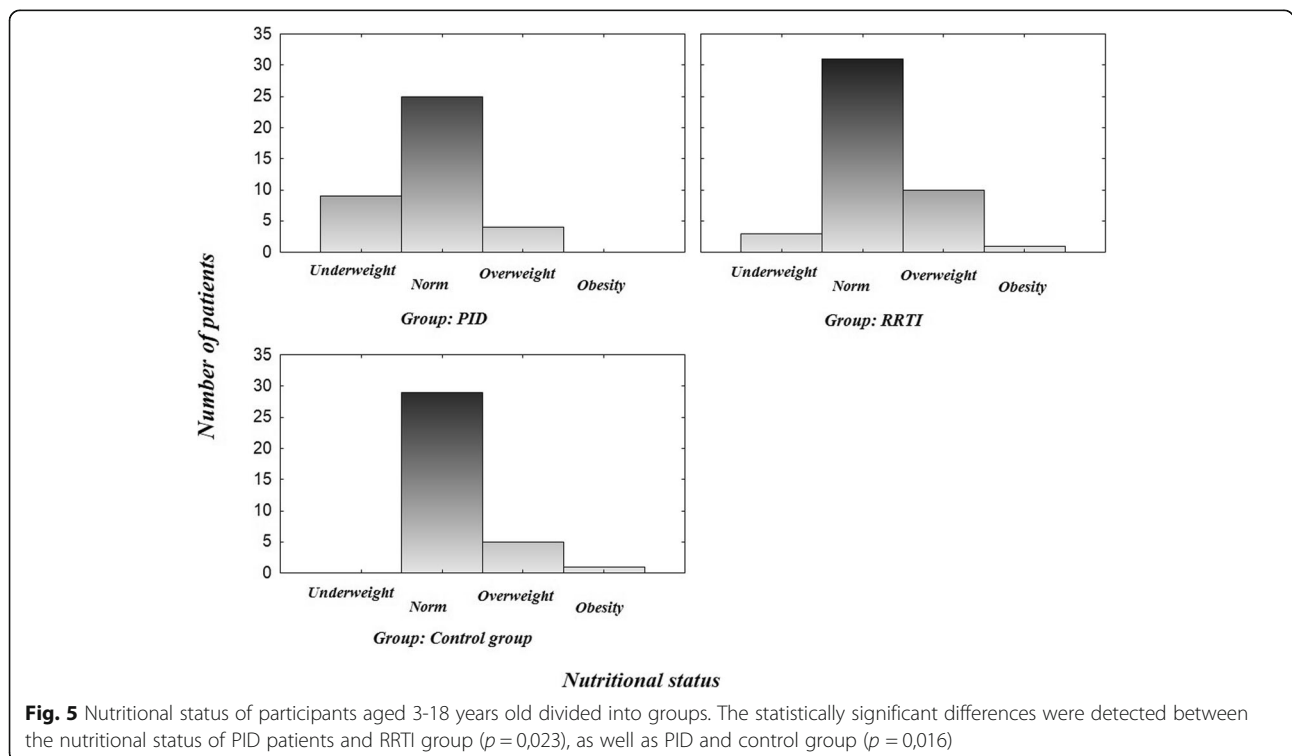 Number of patients
35
30
25
20
15
10
5
0
Underweight Norm Overweight Obesity
Group: PID
35
30
25
20
15
10
5
0
Underweight Norm Overweight Obesity
Group: RRTI
35
30
25
20
15
10
5
0
Underweight Norm Overweight Obesity
Group: Control group
Nutritional status
Fig. 5 Nutritional status of participants aged 3-18 years old divided into groups. The statistically significant differences were detected between
the nutritional status of PID patients and RRTI group (p = 0,023), as well as PID and control group (p = 0,016)